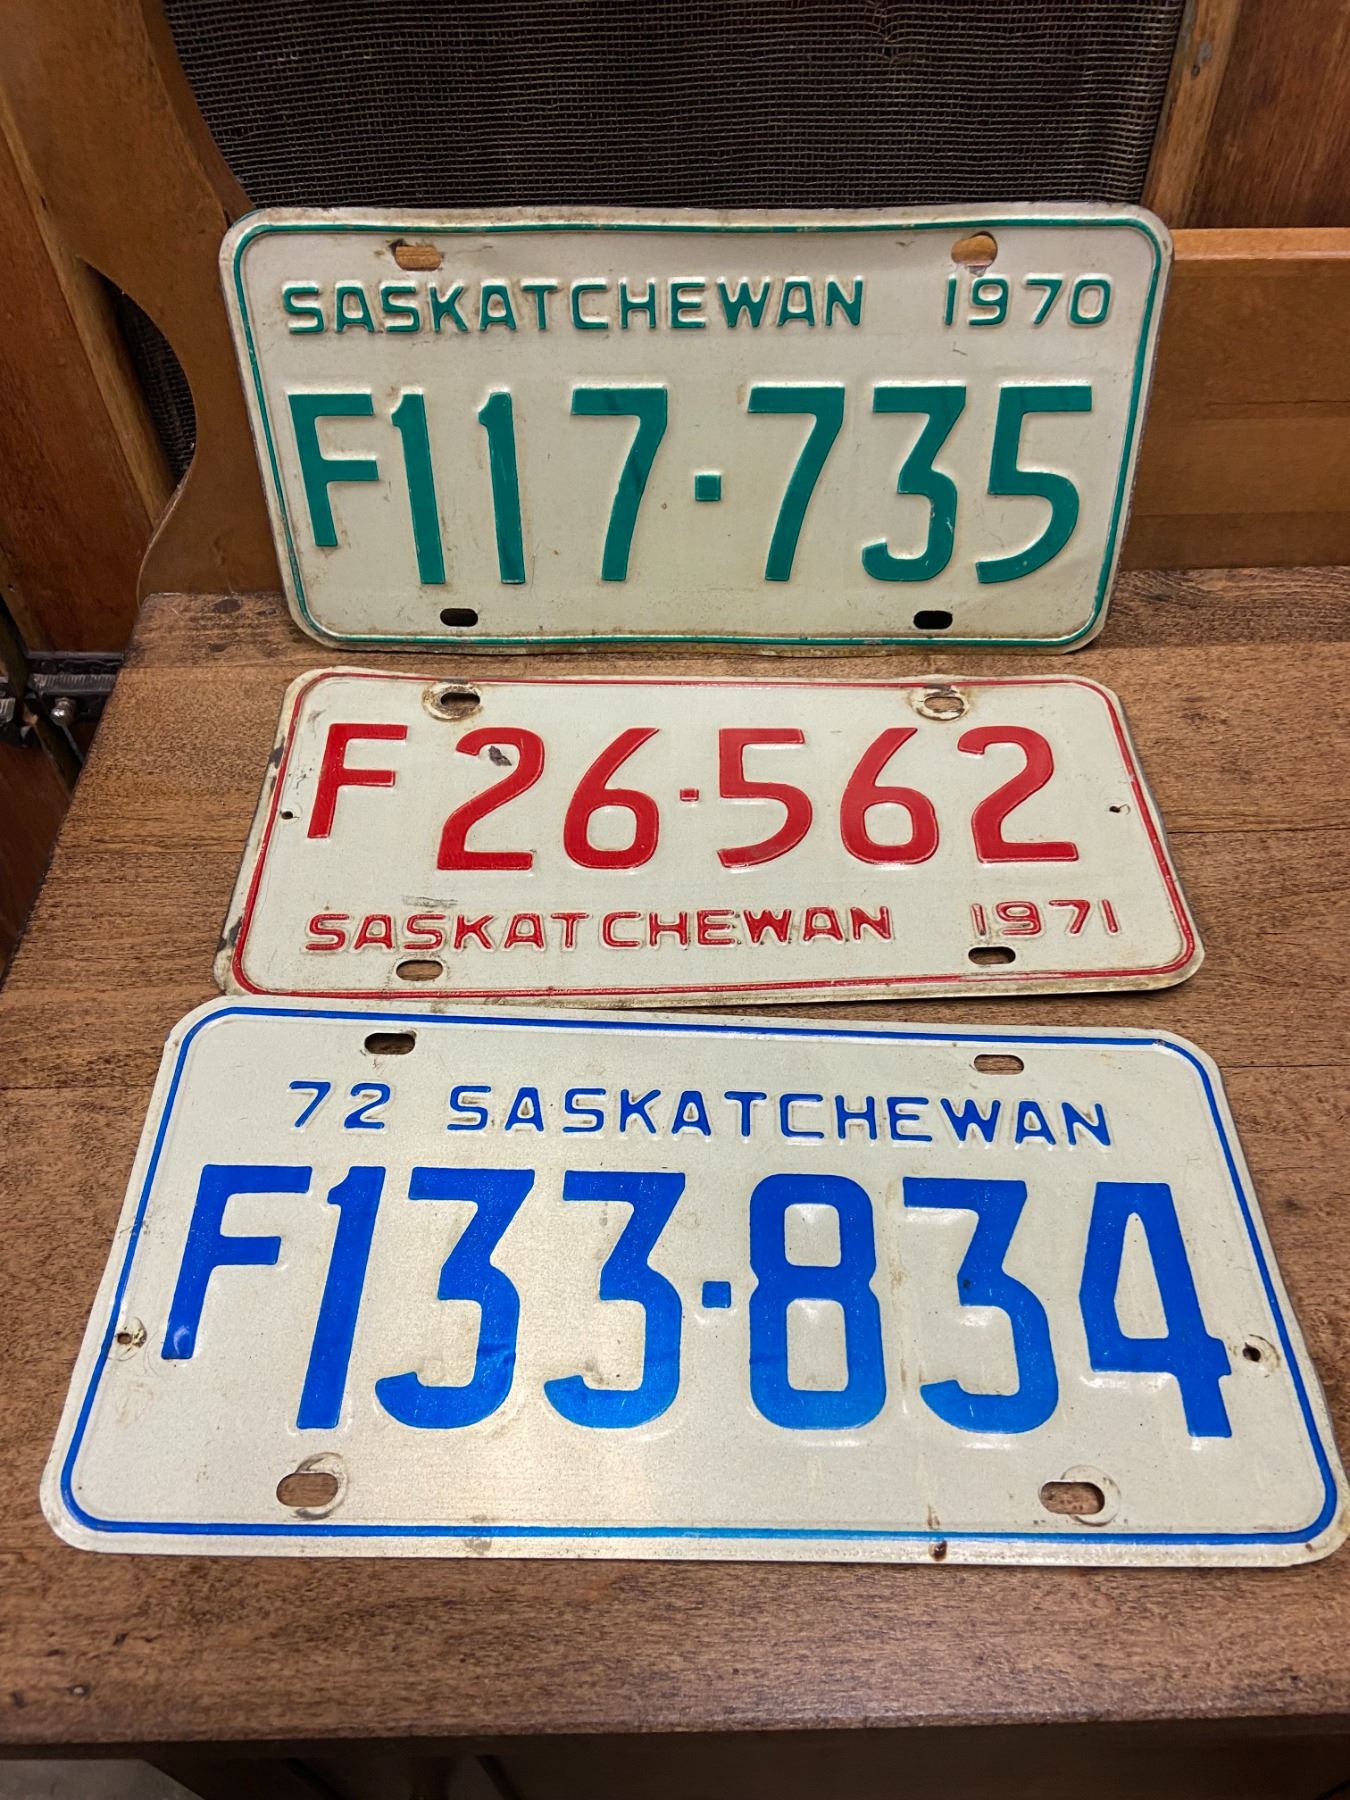 SASKATCHEWAN 1970
F117·735
F26·562
SASKATCHEWAN 1971
72 SASKATCHEWAN
F133·834